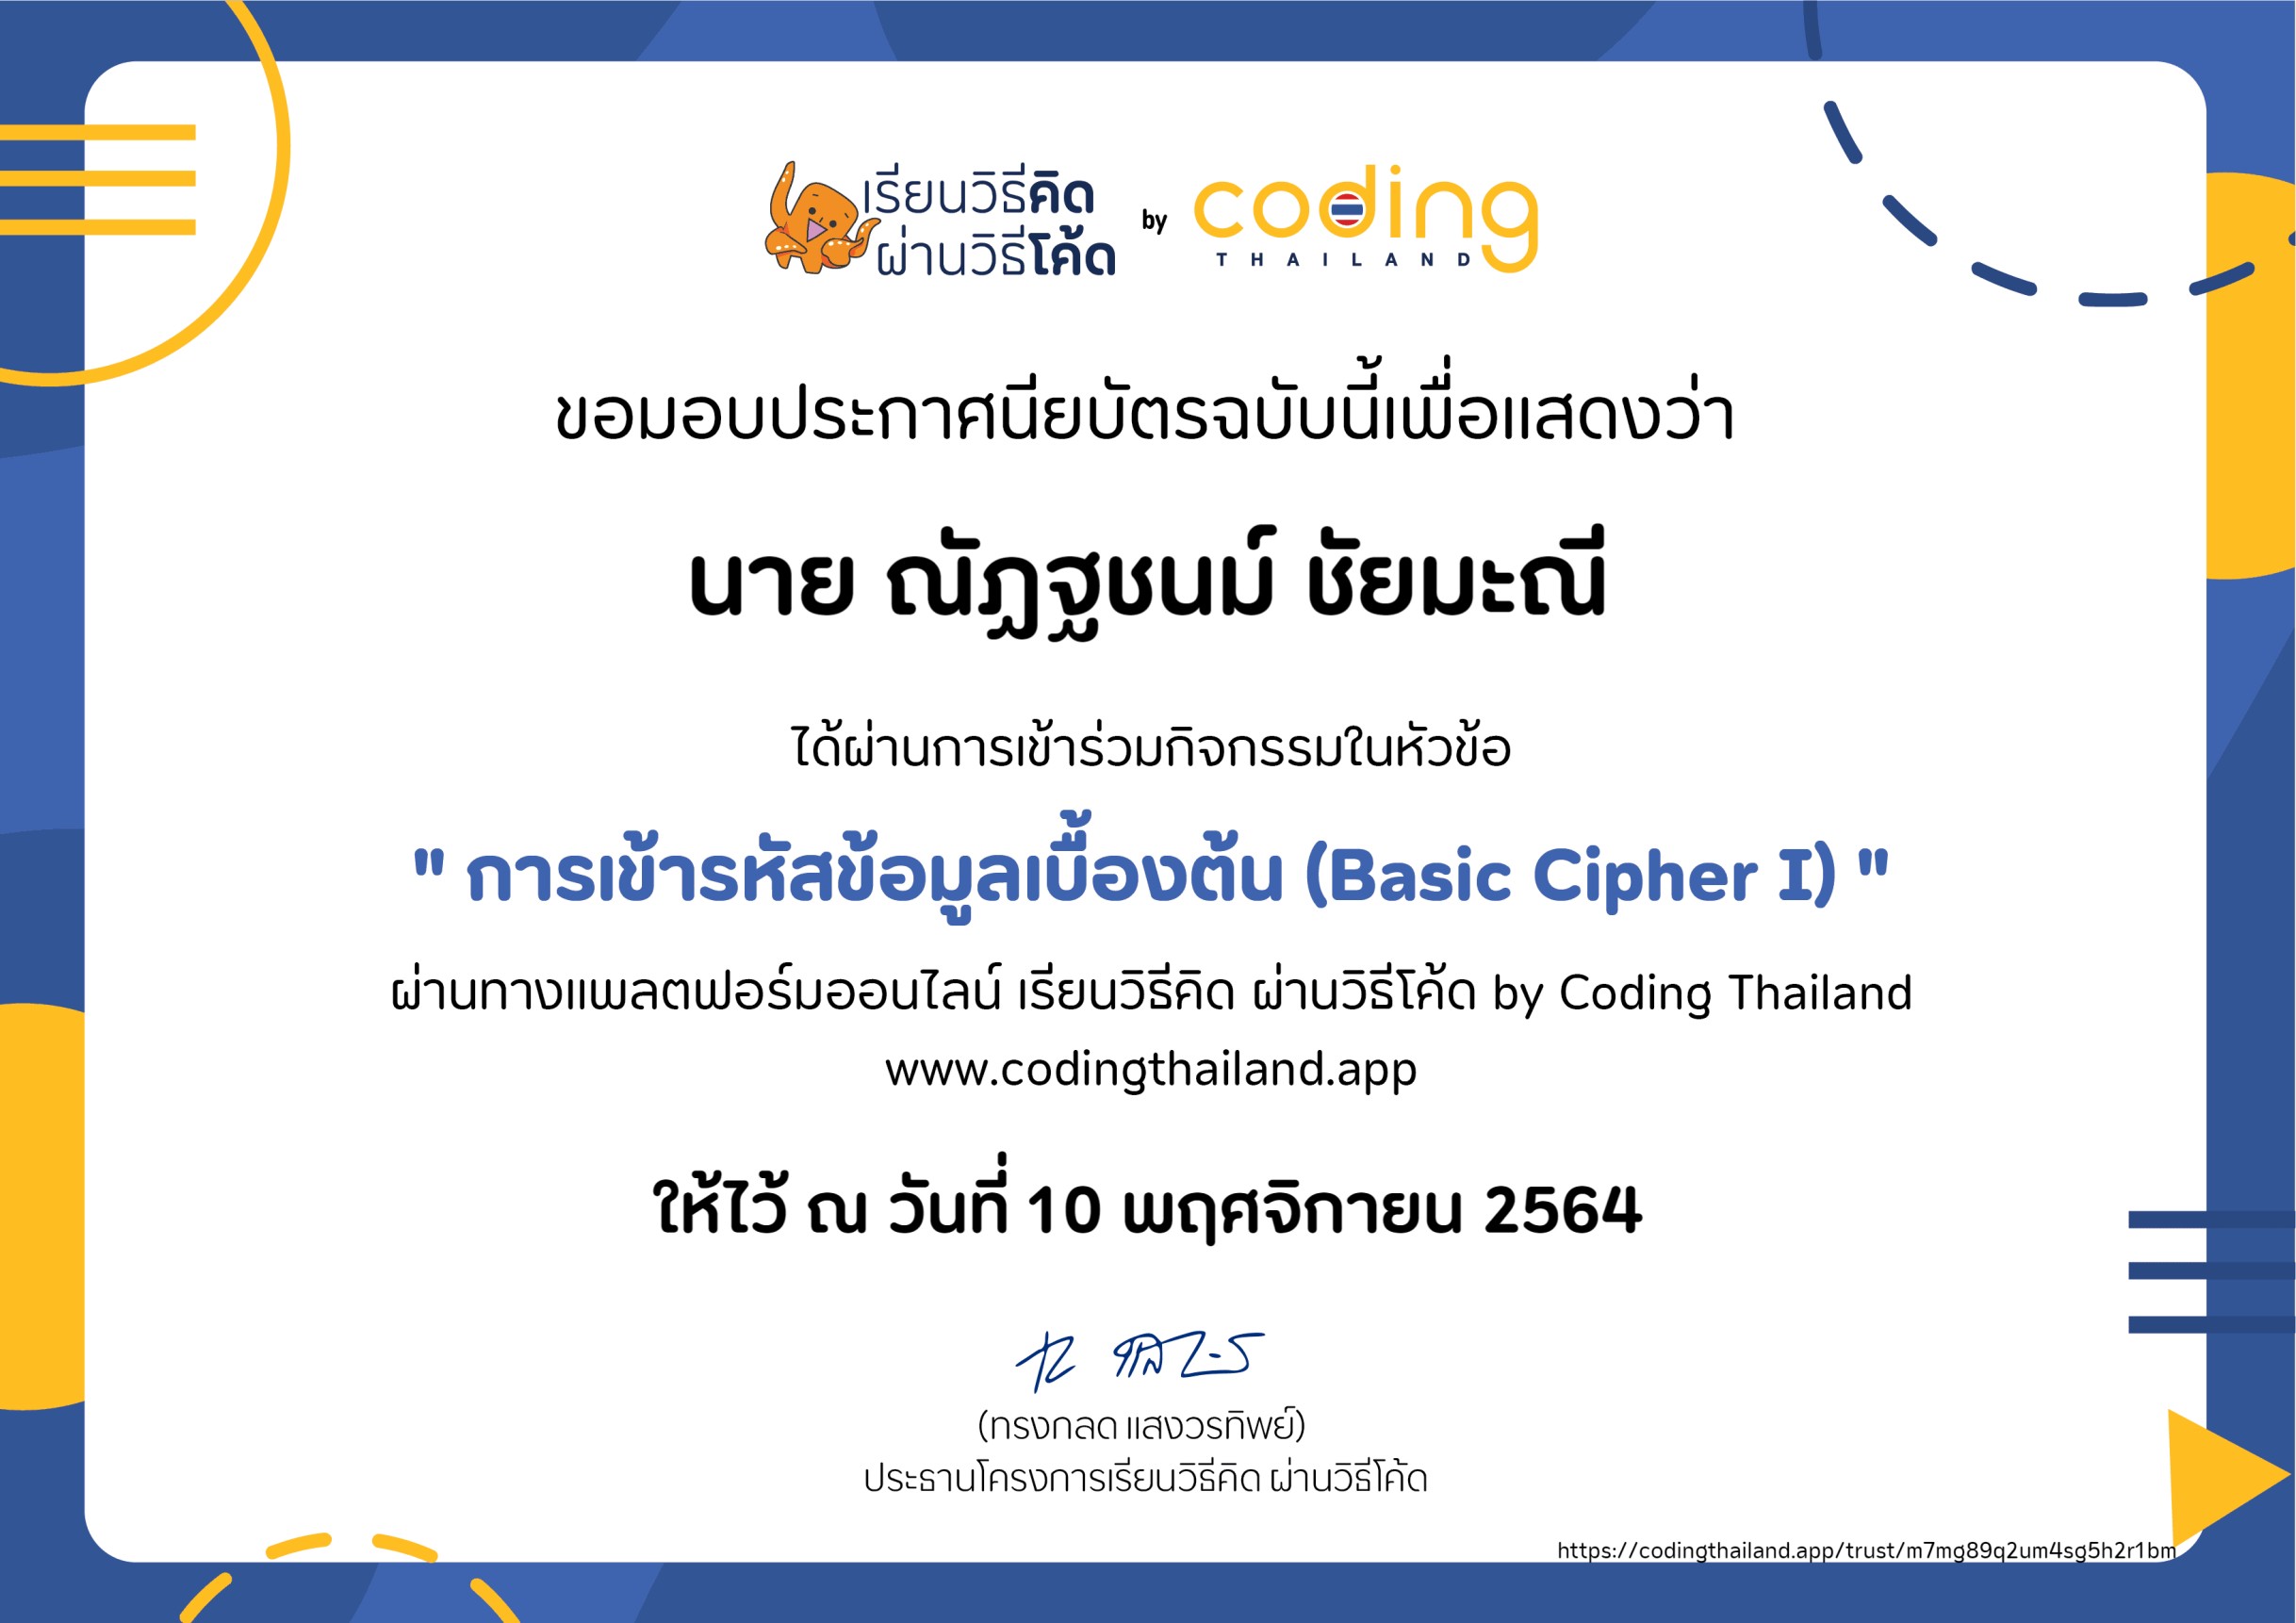 เรียนวิธีคิด
ผ่านวิธีโค้ด
by
coding
THAILAND
ขอมอบประกาศนียบัตรฉบับนี้เพื่อแสดงว่า
นาย ณัฏฐชนม์ ชัยมะณี
ได้ผ่านการเข้าร่วมกิจกรรมในหัวข้อ
" การเข้ารหัสข้อมูลเบื้องต้น (Basic Cipher I) "
ผ่านทางแพลตฟอร์มออนไลน์ เรียนวิธีคิด ผ่านวิธีโค้ด by Coding Thailand
www.codingthailand.app
ให้ไว้ ณ วันที่ 10 พฤศจิกายน 2564
(ทรงกลด แสงวรทิพย์)
ประธานโครงการเรียนวิธีคิด ผ่านวิธีโค้ด
https://codingthailand.app/trust/m7mg89q2um4sg5h2r1bm